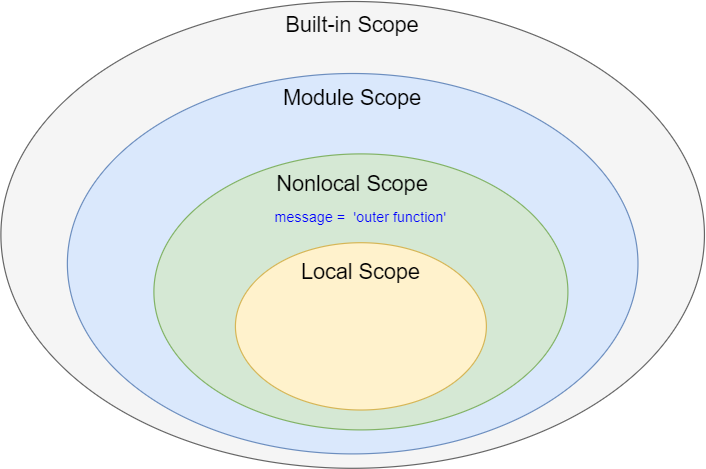 Built-in Scope
Module Scope
Nonlocal Scope
message = 'outer function'
Local Scope